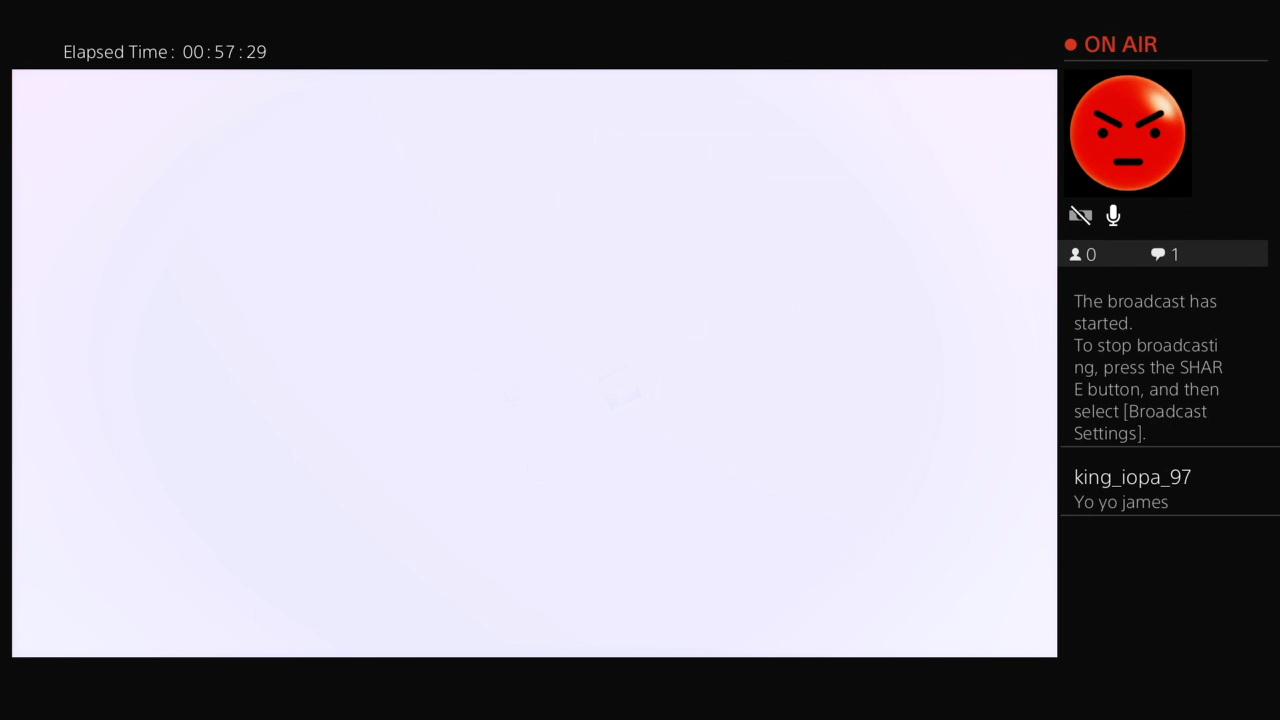 Elapsed Time: 00:57:29
ON AIR
0
1
The broadcast has
started.
To stop broadcasti
ng, press the SHAR
E button, and then
select [Broadcast
Settings].
king_iopa_97
Yo yo james